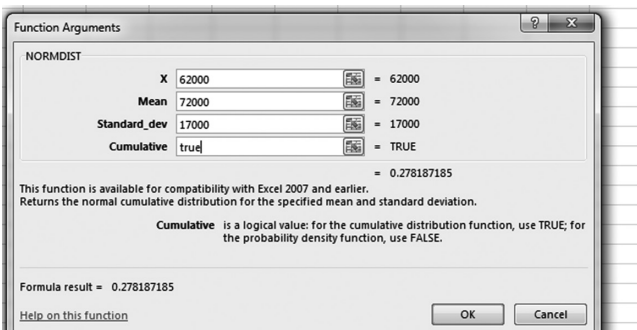 Function Arguments
NORMDIST
X 62000 = 62000
Mean 72000 = 72000
Standard_dev 17000 = 17000
Cumulative true = TRUE
= 0.278187185
This function is available for compatibility with Excel 2007 and earlier.
Returns the normal cumulative distribution for the specified mean and standard deviation.
Cumulative is a logical value: for the cumulative distribution function, use TRUE; for
the probability density function, use FALSE.
Formula result = 0.278187185
Help on this function
OK Cancel